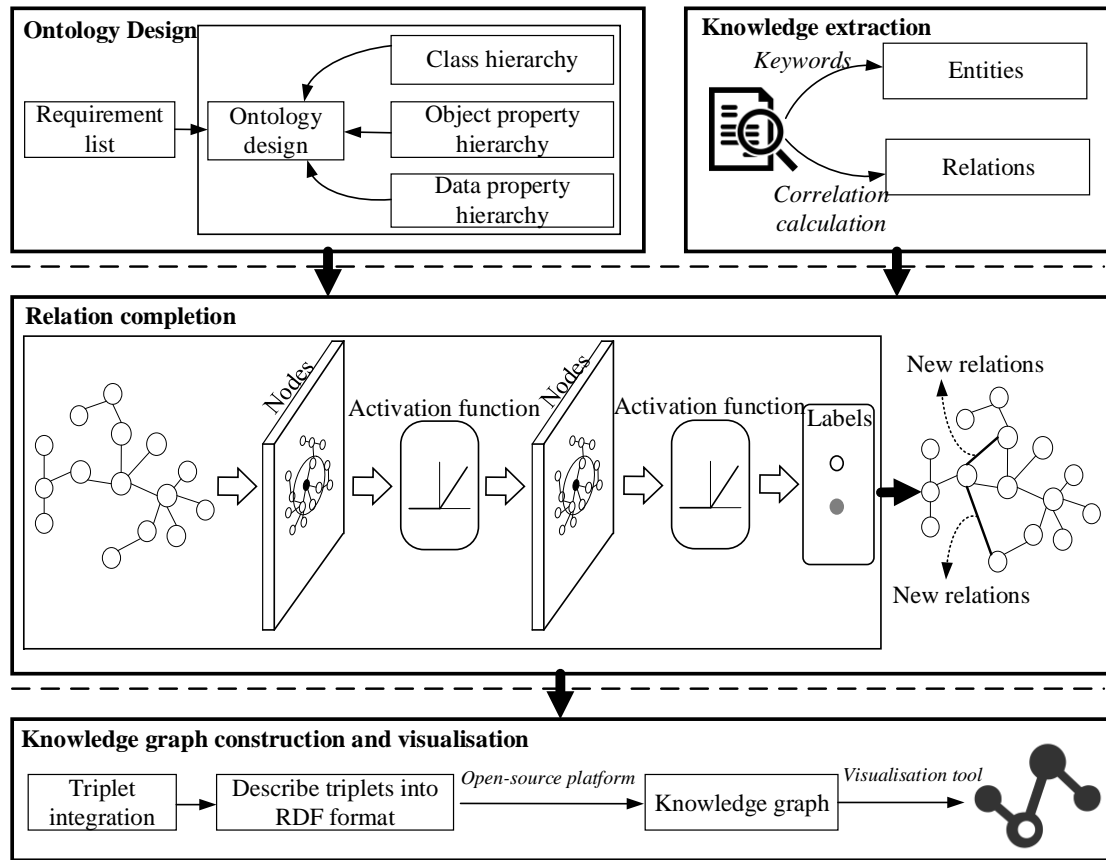 Ontology Design
Requirement
list
Ontology
design
Class hierarchy
Object property
hierarchy
Data property
hierarchy
Knowledge extraction
Keywords
Entities
Relations
Correlation
calculation
Relation completion
Nodes
Activation function
Nodes
Activation function
Labels
New relations
New relations
Knowledge graph construction and visualisation
Triplet
integration
Describe triplets into
RDF format
Open-source platform
Knowledge graph
Visualisation tool